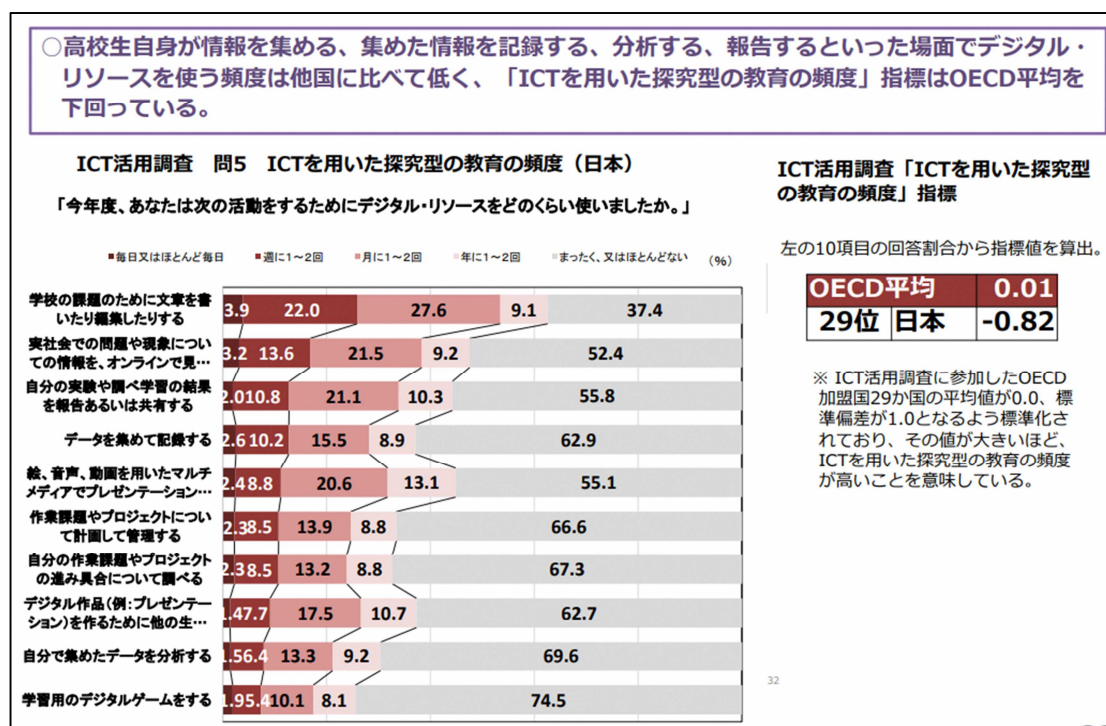 ○高校生自身が情報を集める、集めた情報を記録する、分析する、報告するといった場面でデジタル・
リソースを使う頻度は他国に比べて低く、「ICTを用いた探究型の教育の頻度」指標はOECD平均を
下回っている。
ICT活用調査 問5 ICTを用いた探究型の教育の頻度（日本）
「今年度、あなたは次の活動をするためにデジタル・リソースをどのくらい使いましたか。」
■毎日又はほとんど毎日 ■週に1～2回 ■月に1～2回 ■年に1～2回 ■まったく、又はほとんどない (%)
学校の課題のために文章を書
いたり編集したりする
3.9 22.0 27.6 9.1 37.4
実社会での問題や現象につい
ての情報を、オンラインで見…
3.2 13.6 21.5 9.2 52.4
自分の実験や調べ学習の結果
を報告あるいは共有する
2.0 10.8 21.1 10.3 55.8
データを集めて記録する
2.6 10.2 15.5 8.9 62.9
絵、音声、動画を用いたマルチ
メディアでプレゼンテーション…
2.4 8.8 20.6 13.1 55.1
作業課題やプロジェクトについ
て計画して管理する
2.3 8.5 13.9 8.8 66.6
自分の作業課題やプロジェクト
の進み具合について調べる
2.3 8.5 13.2 8.8 67.3
デジタル作品(例:プレゼンテー
ション)を作るために他の生…
1.4 7.7 17.5 10.7 62.7
自分で集めたデータを分析する
1.5 6.4 13.3 9.2 69.6
学習用のデジタルゲームをする
1.9 5.4 10.1 8.1 74.5
ICT活用調査「ICTを用いた探究型
の教育の頻度」指標
左の10項目の回答割合から指標値を算出。
OECD平均 0.01
29位 日本 -0.82
※ ICT活用調査に参加したOECD
加盟国29か国の平均値が0.0、標
準偏差が1.0となるよう標準化さ
れており、その値が大きいほど、
ICTを用いた探究型の教育の頻度
が高いことを意味している。
32